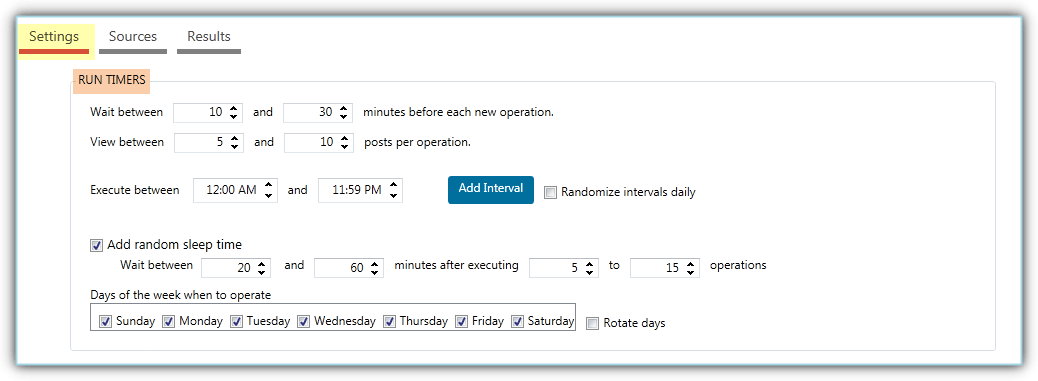 Settings Sources Results
RUN TIMERS
Wait between 10 and 30 minutes before each new operation.
View between 5 and 10 posts per operation.
Execute between 12:00 AM and 11:59 PM Add Interval Randomize intervals daily
Add random sleep time
Wait between 20 and 60 minutes after executing 5 to 15 operations
Days of the week when to operate
Sunday Monday Tuesday Wednesday Thursday Friday Saturday Rotate days